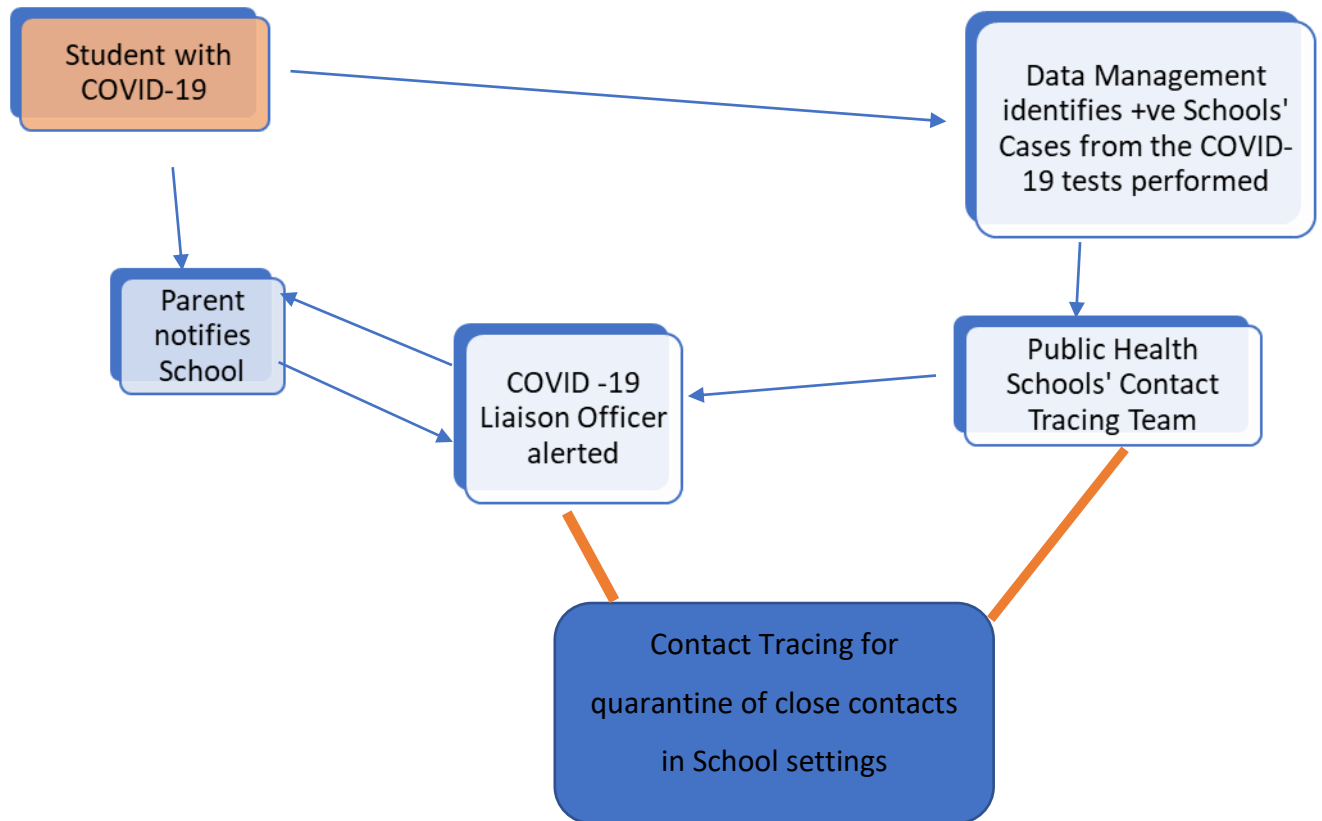 Student with
COVID-19
Data Management
identifies +ve Schools'
Cases from the COVID-
19 tests performed
Parent
notifies
School
COVID -19
Liaison Officer
alerted
Public Health
Schools' Contact
Tracing Team
Contact Tracing for
quarantine of close contacts
in School settings